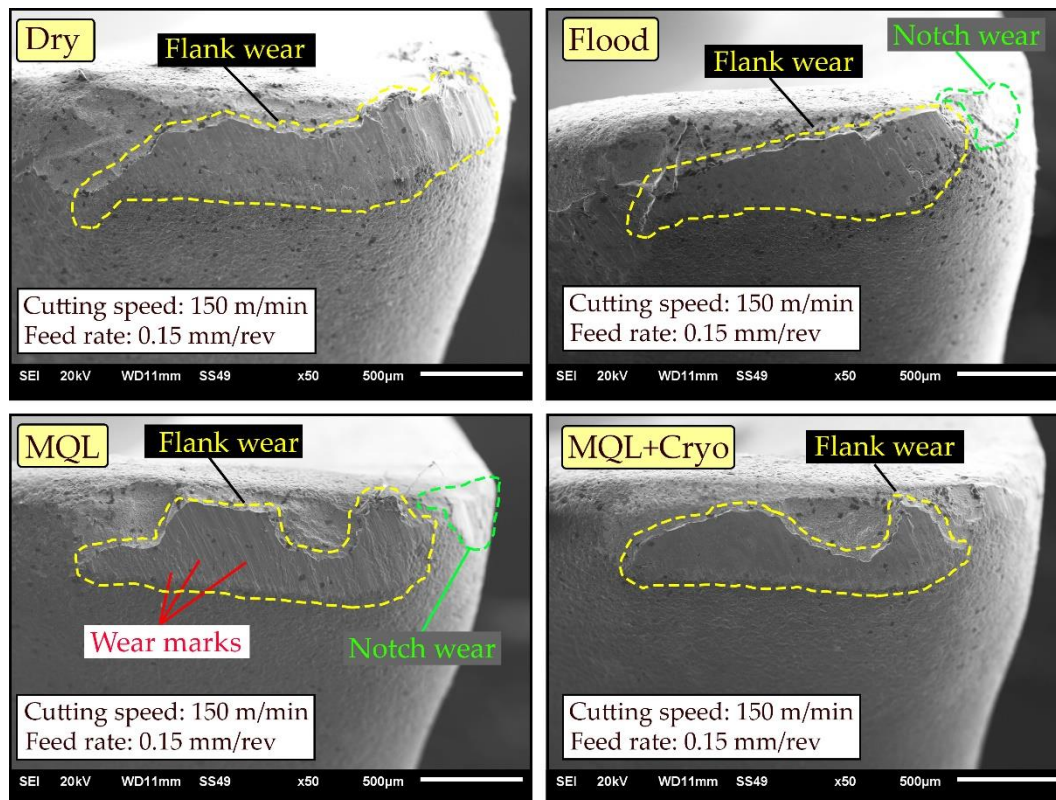 Dry
Flank wear
Cutting speed: 150 m/min
Feed rate: 0.15 mm/rev
SEI 20kV WD11mm SS49 x50 500µm
Flood
Notch wear
Flank wear
Cutting speed: 150 m/min
Feed rate: 0.15 mm/rev
SEI 20kV WD11mm SS49 x50 500µm
MQL
Flank wear
Wear marks
Notch wear
Cutting speed: 150 m/min
Feed rate: 0.15 mm/rev
SEI 20kV WD11mm SS49 x50 500µm
MQL+Cryo
Flank wear
Cutting speed: 150 m/min
Feed rate: 0.15 mm/rev
SEI 20kV WD11mm SS49 x50 500µm